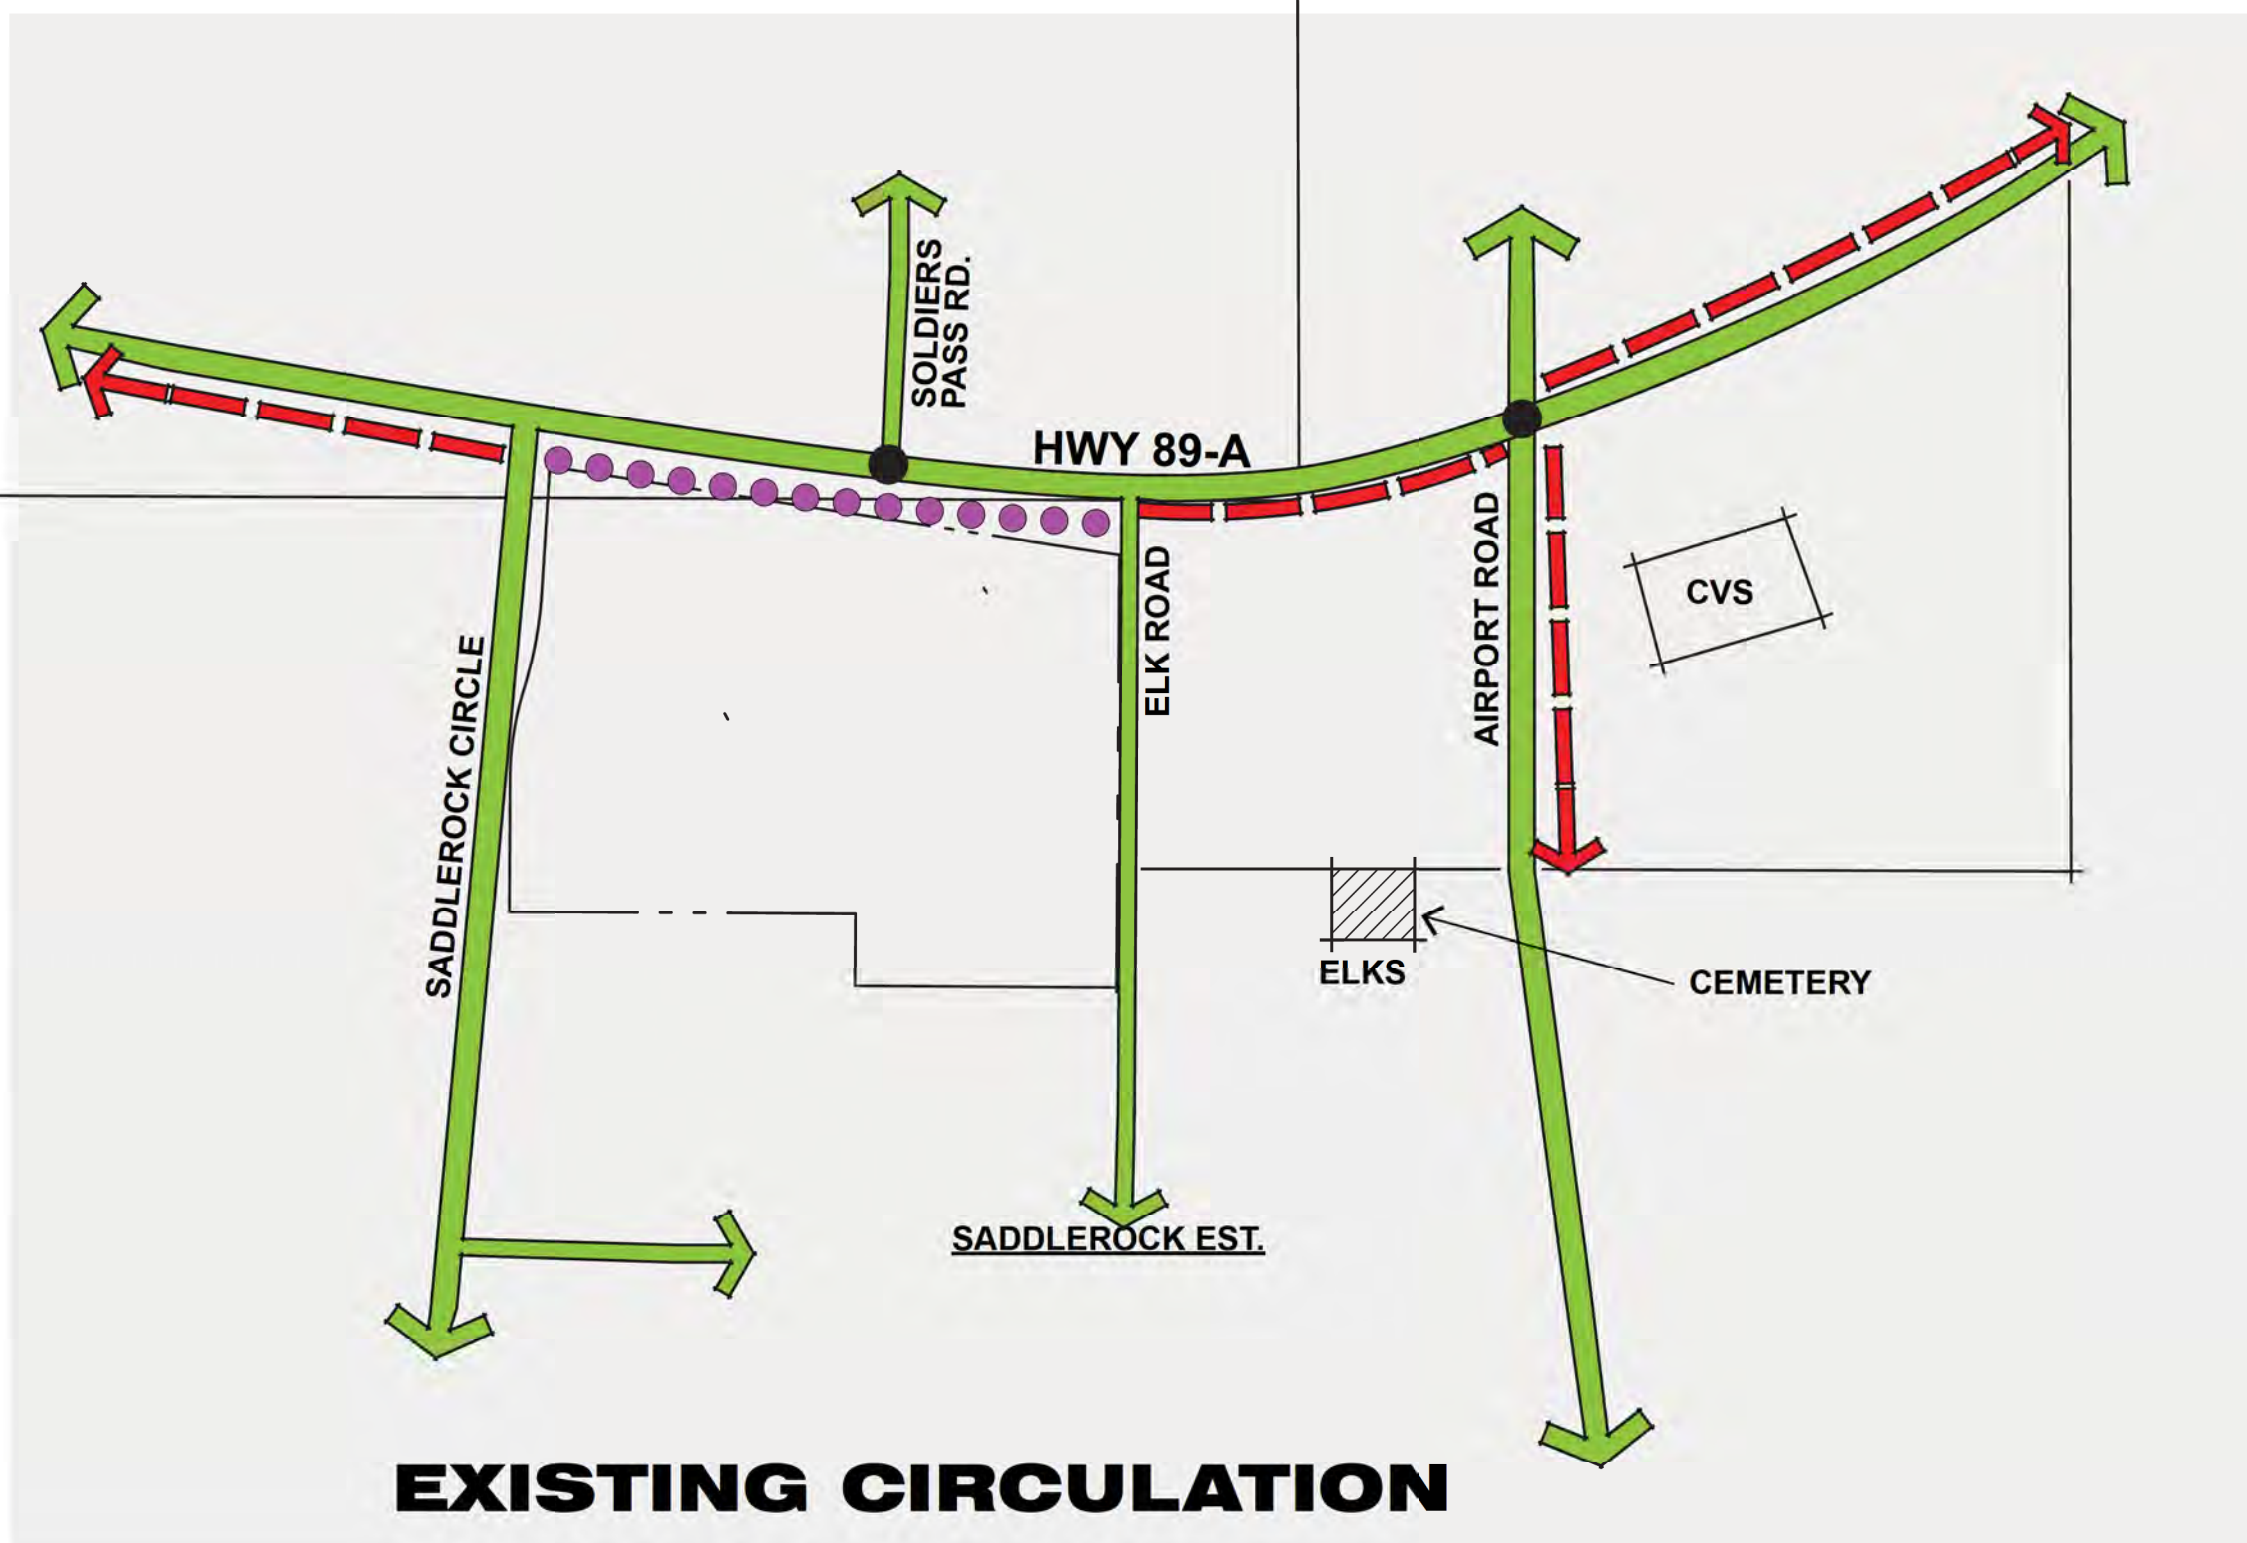 SOLDIERS
PASS RD.
HWY 89-A
SADDLEROCK CIRCLE
ELK ROAD
AIRPORT ROAD
CVS
ELKS
CEMETERY
SADDLEROCK EST.
EXISTING CIRCULATION